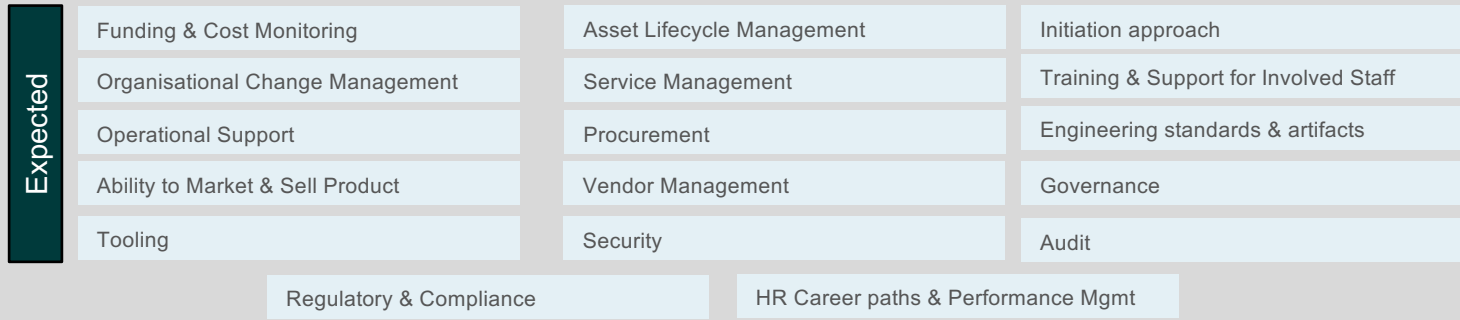 Expected
Funding & Cost Monitoring
Asset Lifecycle Management
Initiation approach
Organisational Change Management
Service Management
Training & Support for Involved Staff
Operational Support
Procurement
Engineering standards & artifacts
Ability to Market & Sell Product
Vendor Management
Governance
Tooling
Security
Audit
Regulatory & Compliance
HR Career paths & Performance Mgmt